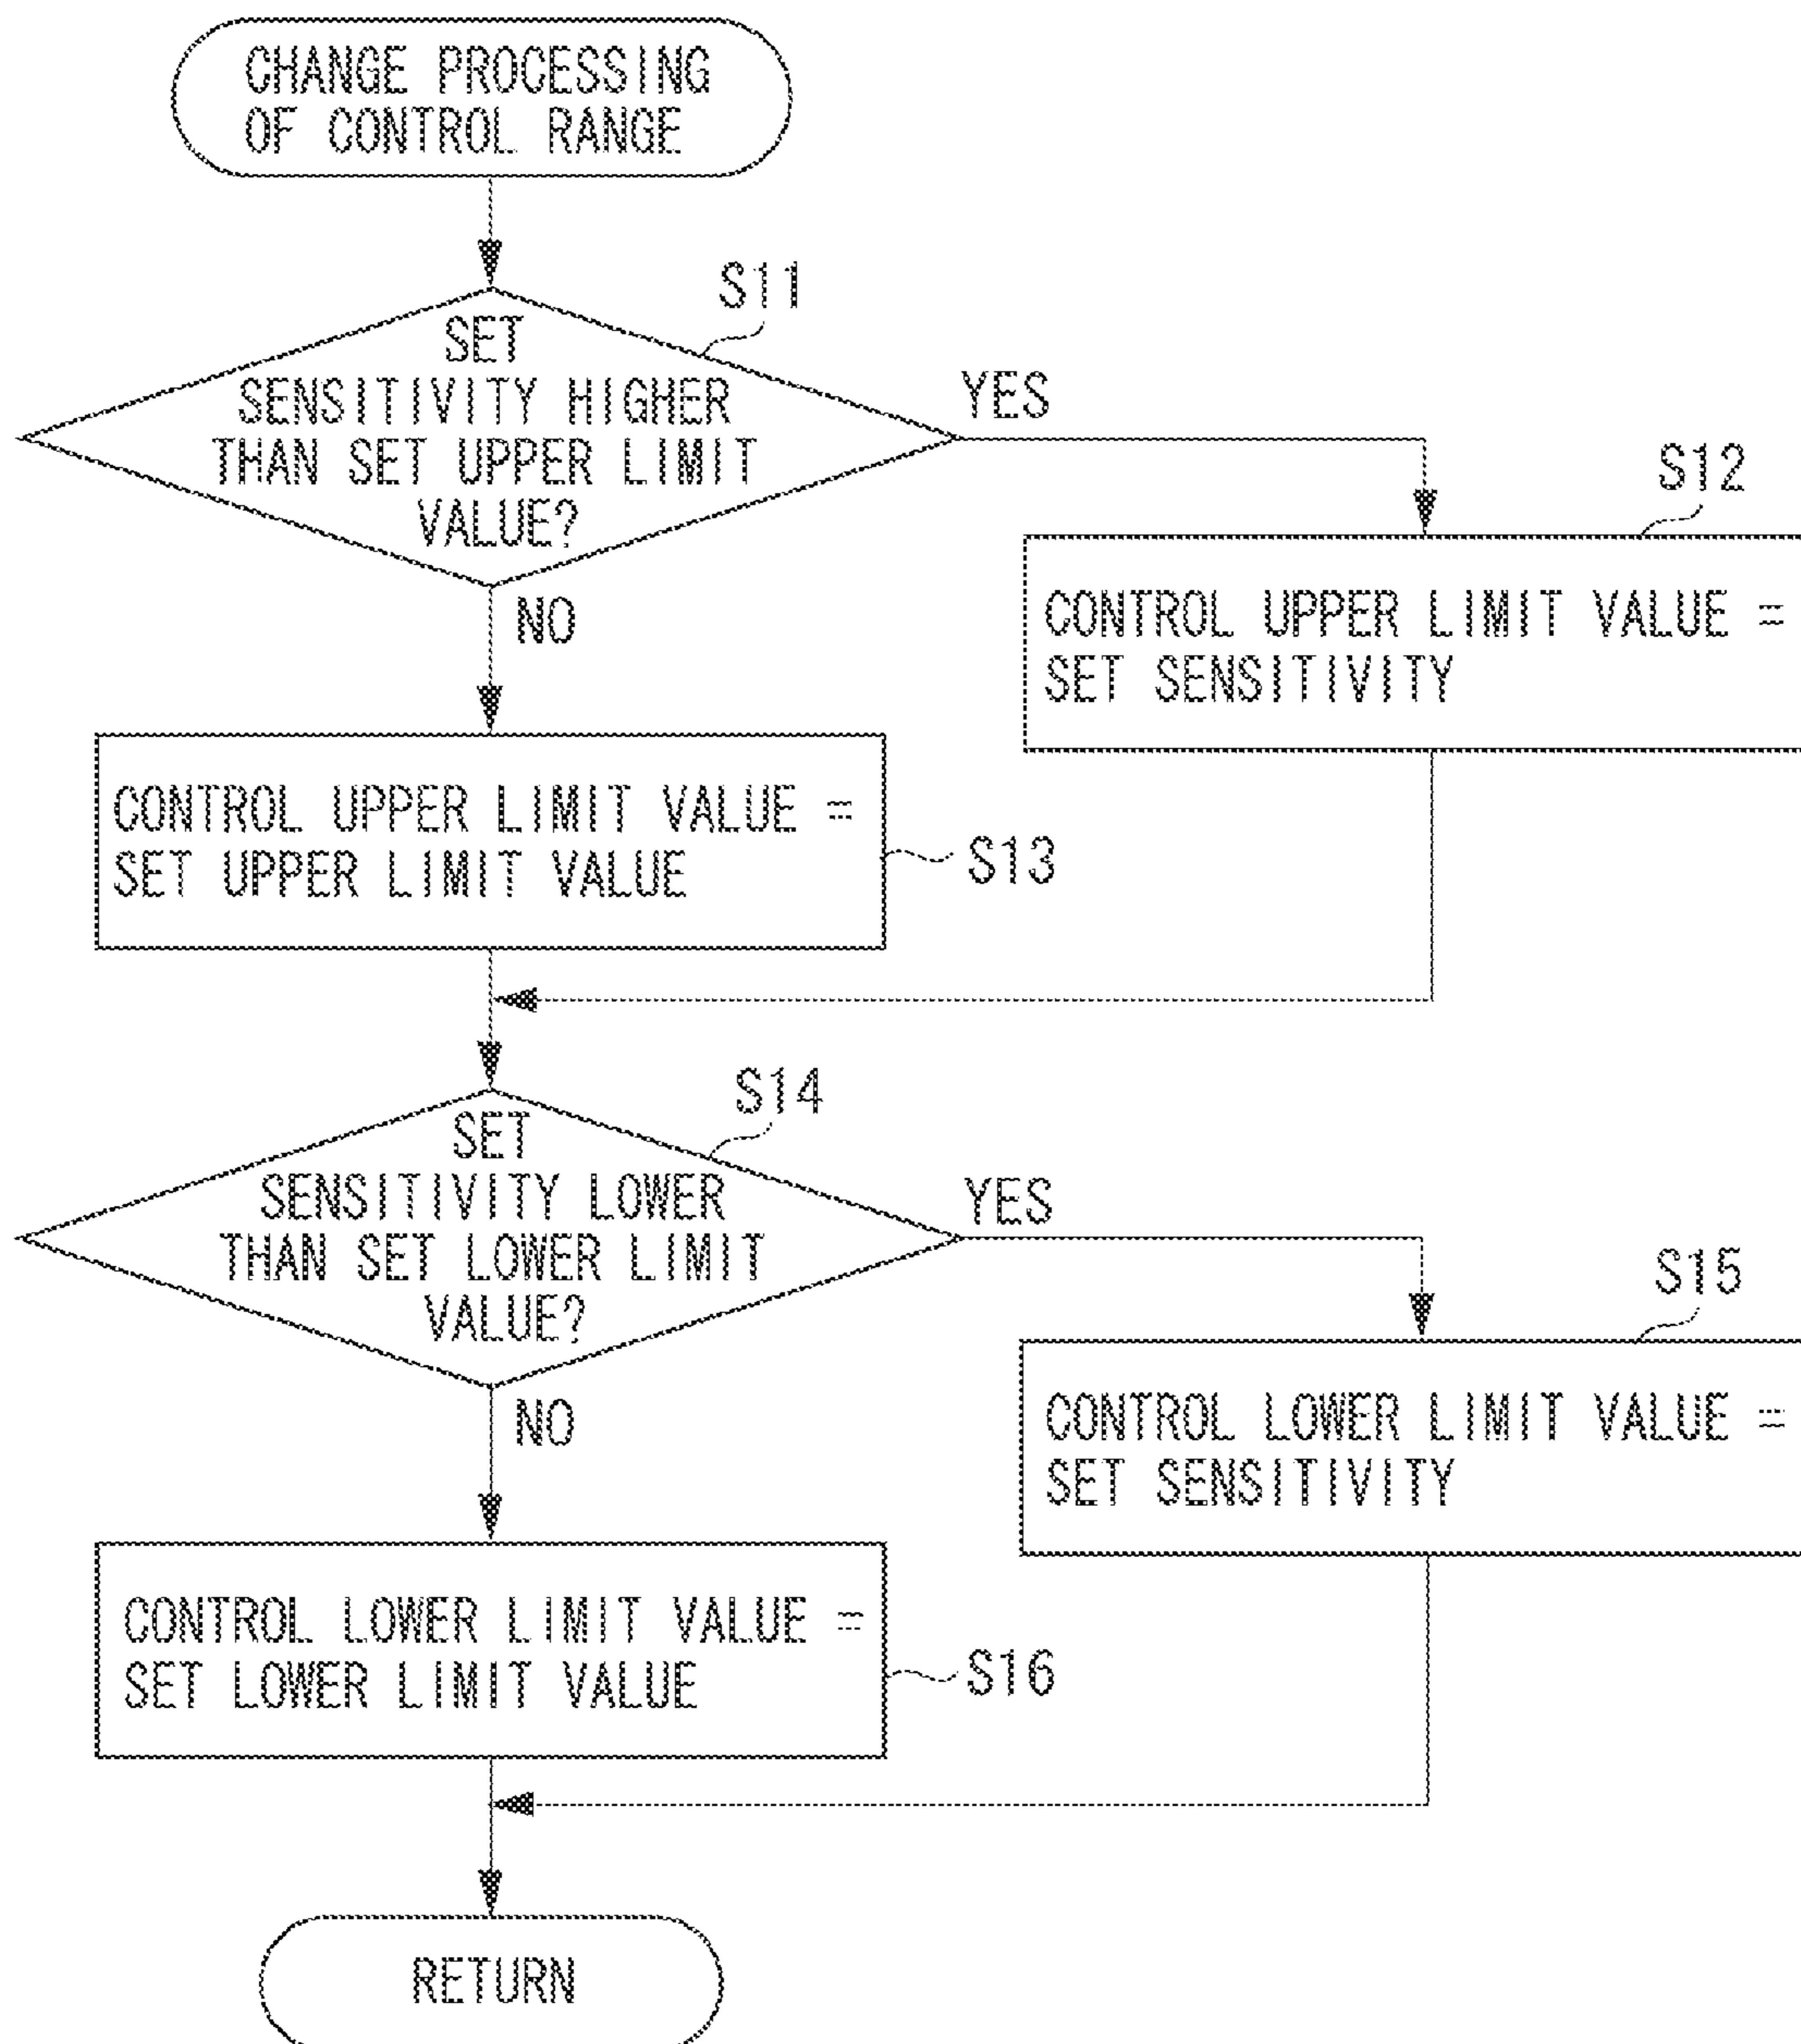 CHANGE PROCESSING
OF CONTROL RANGE
S11
SET
SENSITIVITY HIGHER
THAN SET UPPER LIMIT
VALUE?
YES
S12
CONTROL UPPER LIMIT VALUE =
SET SENSITIVITY
NO
CONTROL UPPER LIMIT VALUE =
SET UPPER LIMIT VALUE
S13
S14
SET
SENSITIVITY LOWER
THAN SET LOWER LIMIT
VALUE?
YES
S15
CONTROL LOWER LIMIT VALUE =
SET SENSITIVITY
NO
CONTROL LOWER LIMIT VALUE =
SET LOWER LIMIT VALUE
S16
RETURN